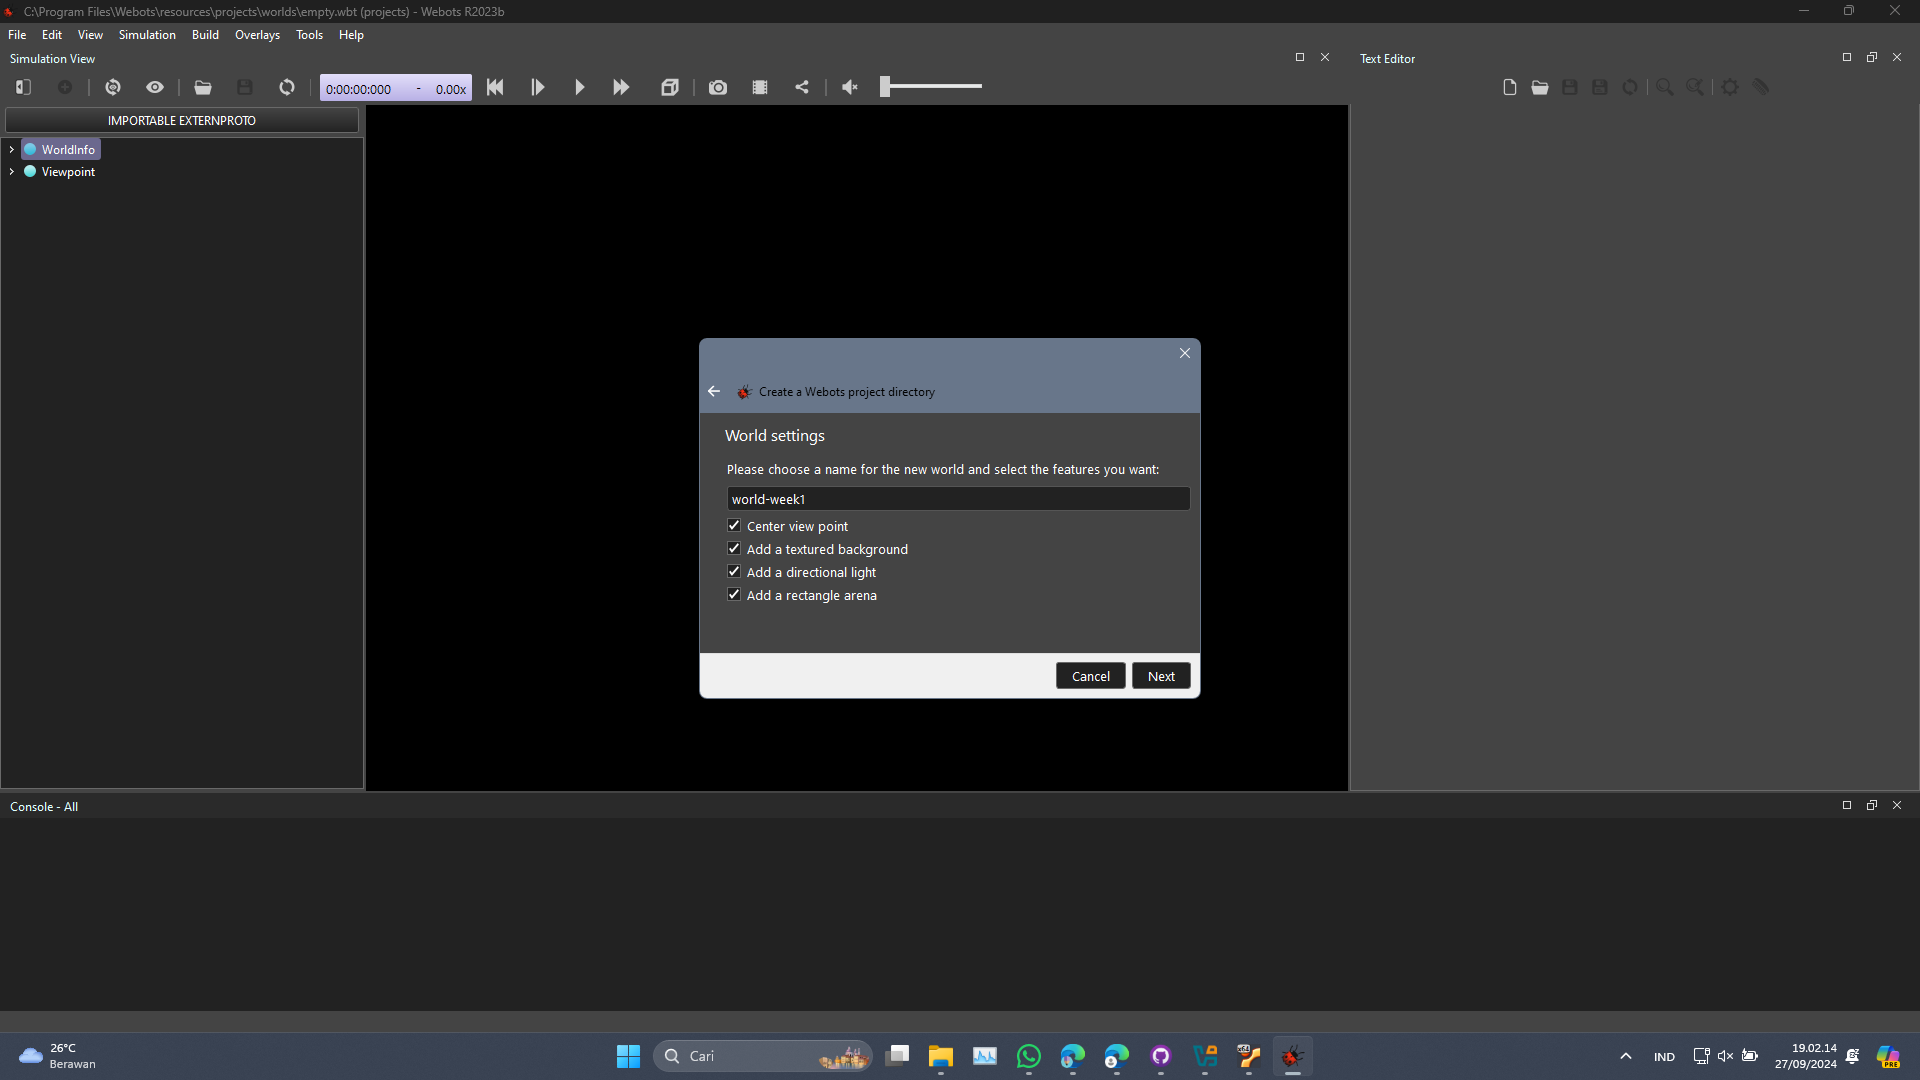 C:\Program Files\Webots\resources\projects\worlds\empty.wbt (projects) - Webots R2023b
File Edit View Simulation Build Overlays Tools Help
Simulation View
Text Editor
0:00:00:000 - 0.00x
IMPORTABLE EXTERNPROTO
WorldInfo
Viewpoint
Create a Webots project directory
World settings
Please choose a name for the new world and select the features you want:
world-week1
Center view point
Add a textured background
Add a directional light
Add a rectangle arena
Cancel Next
Console - All
26°C
Berawan
Cari
IND
19.02.14
27/09/2024
PRE